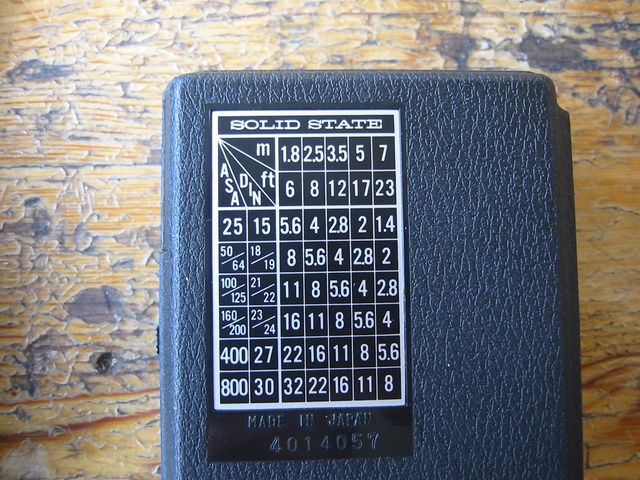 SOLID STATE
m 1.8 2.5 3.5 5 7
ASA DIN ft 6 8 12 17 23
25 15 5.6 4 2.8 2 1.4
50/64 18/19 8 5.6 4 2.8 2
100/125 21/22 11 8 5.6 4 2.8
160/200 23/24 16 11 8 5.6 4
400 27 22 16 11 8 5.6
800 30 32 22 16 11 8
MADE IN JAPAN
4014057